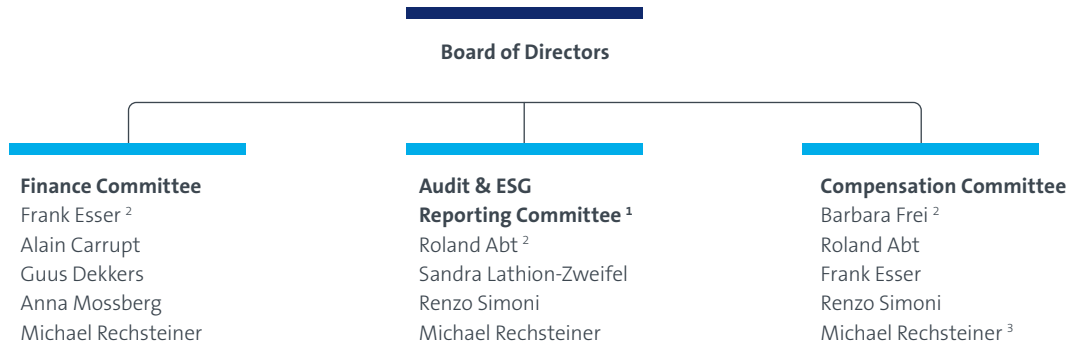 Board of Directors
Finance Committee
Frank Esser ²
Alain Carrupt
Guus Dekkers
Anna Mossberg
Michael Rechsteiner
Audit & ESG
Reporting Committee ¹
Roland Abt ²
Sandra Lathion-Zweifel
Renzo Simoni
Michael Rechsteiner
Compensation Committee
Barbara Frei ²
Roland Abt
Frank Esser
Renzo Simoni
Michael Rechsteiner ³